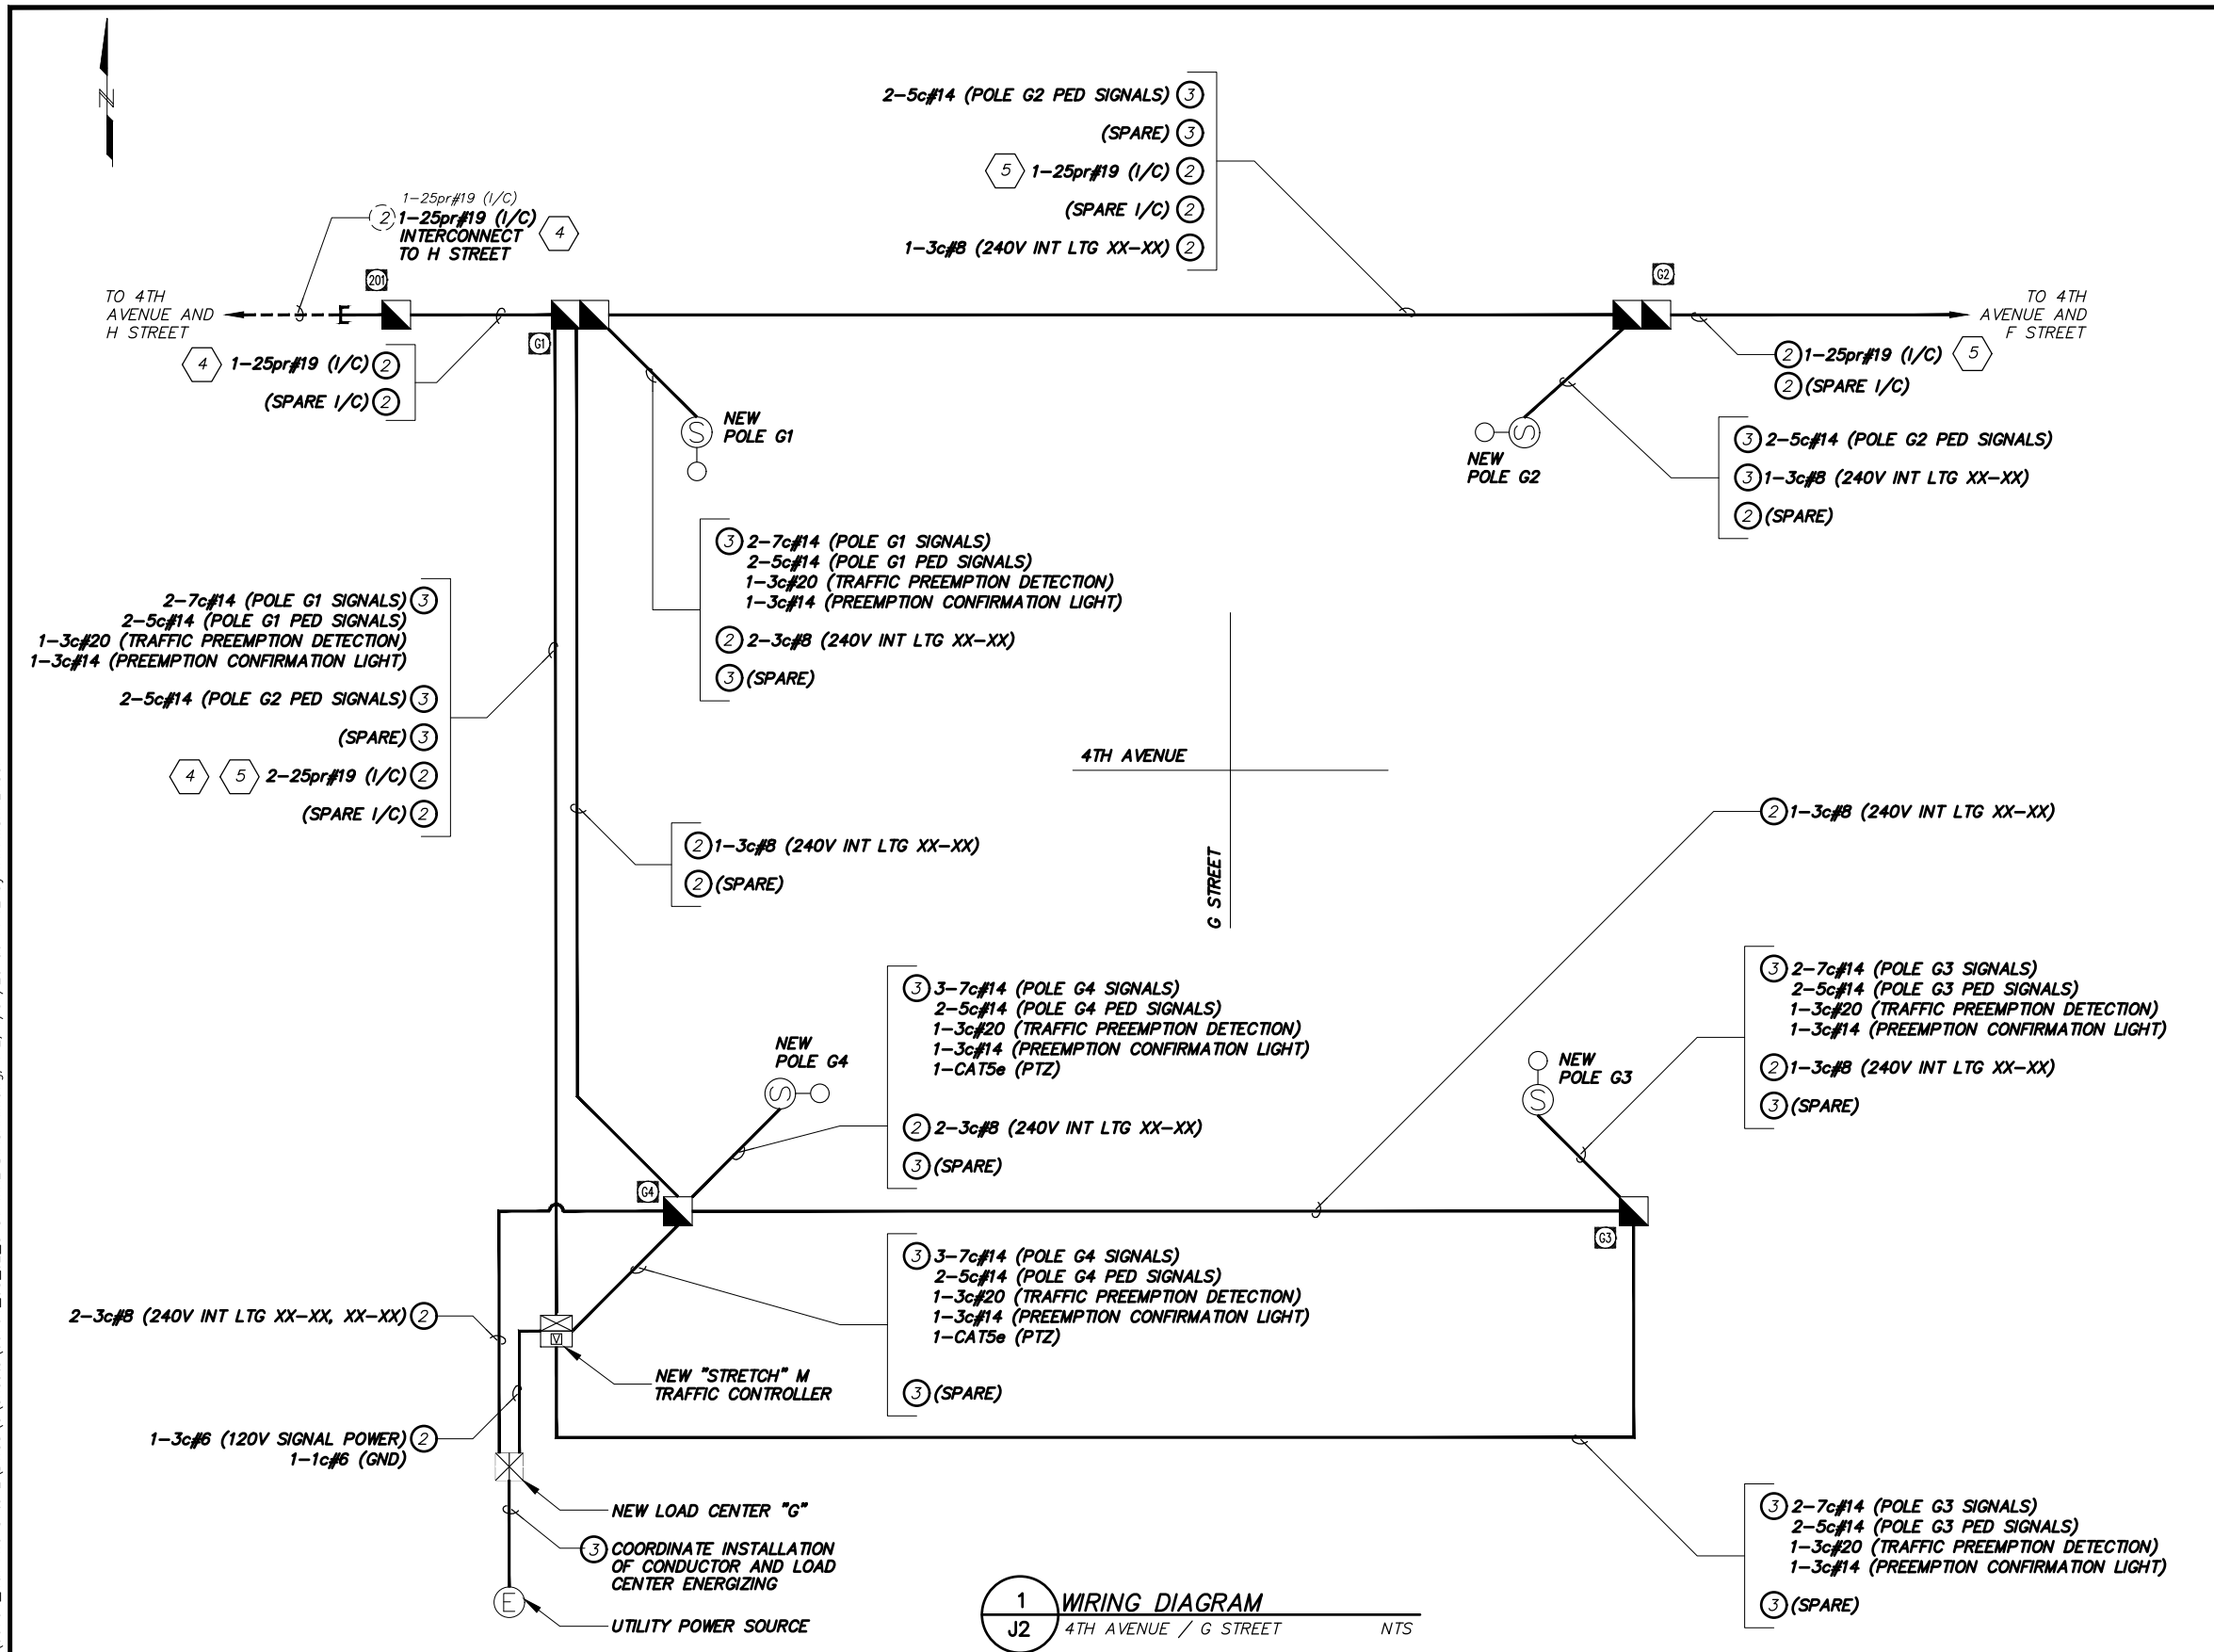 N
2-5c#14 (POLE G2 PED SIGNALS) 3
(SPARE) 3
5 1-25pr#19 (I/C) 2
(SPARE I/C) 2
1-3c#8 (240V INT LTG XX-XX) 2
1-25pr#19 (I/C)
2 1-25pr#19 (I/C) 4
INTERCONNECT
TO H STREET
201
TO 4TH
AVENUE AND
H STREET
E
G1
4 1-25pr#19 (I/C) 2
(SPARE I/C) 2
G2
TO 4TH
AVENUE AND
F STREET
2 1-25pr#19 (I/C) 5
2 (SPARE I/C)
S
NEW
POLE G1
S
NEW
POLE G2
3 2-5c#14 (POLE G2 PED SIGNALS)
3 1-3c#8 (240V INT LTG XX-XX)
2 (SPARE)
3 2-7c#14 (POLE G1 SIGNALS)
2-5c#14 (POLE G1 PED SIGNALS)
1-3c#20 (TRAFFIC PREEMPTION DETECTION)
1-3c#14 (PREEMPTION CONFIRMATION LIGHT)
2 2-3c#8 (240V INT LTG XX-XX)
3 (SPARE)
2-7c#14 (POLE G1 SIGNALS) 3
2-5c#14 (POLE G1 PED SIGNALS)
1-3c#20 (TRAFFIC PREEMPTION DETECTION)
1-3c#14 (PREEMPTION CONFIRMATION LIGHT)
2-5c#14 (POLE G2 PED SIGNALS) 3
(SPARE) 3
4 5 2-25pr#19 (I/C) 2
(SPARE I/C) 2
4TH AVENUE
G STREET
2 1-3c#8 (240V INT LTG XX-XX)
2 (SPARE)
2 1-3c#8 (240V INT LTG XX-XX)
3 3-7c#14 (POLE G4 SIGNALS)
2-5c#14 (POLE G4 PED SIGNALS)
1-3c#20 (TRAFFIC PREEMPTION DETECTION)
1-3c#14 (PREEMPTION CONFIRMATION LIGHT)
1-CAT5e (PTZ)
2 2-3c#8 (240V INT LTG XX-XX)
3 (SPARE)
NEW
POLE G4
S
NEW
POLE G3
S
3 2-7c#14 (POLE G3 SIGNALS)
2-5c#14 (POLE G3 PED SIGNALS)
1-3c#20 (TRAFFIC PREEMPTION DETECTION)
1-3c#14 (PREEMPTION CONFIRMATION LIGHT)
2 1-3c#8 (240V INT LTG XX-XX)
3 (SPARE)
G4
G3
3 3-7c#14 (POLE G4 SIGNALS)
2-5c#14 (POLE G4 PED SIGNALS)
1-3c#20 (TRAFFIC PREEMPTION DETECTION)
1-3c#14 (PREEMPTION CONFIRMATION LIGHT)
1-CAT5e (PTZ)
3 (SPARE)
2-3c#8 (240V INT LTG XX-XX, XX-XX) 2
V
NEW "STRETCH" M
TRAFFIC CONTROLLER
1-3c#6 (120V SIGNAL POWER) 2
1-1c#6 (GND)
NEW LOAD CENTER "G"
3 COORDINATE INSTALLATION
OF CONDUCTOR AND LOAD
CENTER ENERGIZING
E
UTILITY POWER SOURCE
3 2-7c#14 (POLE G3 SIGNALS)
2-5c#14 (POLE G3 PED SIGNALS)
1-3c#20 (TRAFFIC PREEMPTION DETECTION)
1-3c#14 (PREEMPTION CONFIRMATION LIGHT)
3 (SPARE)
1 WIRING DIAGRAM
J2 4TH AVENUE / G STREET NTS